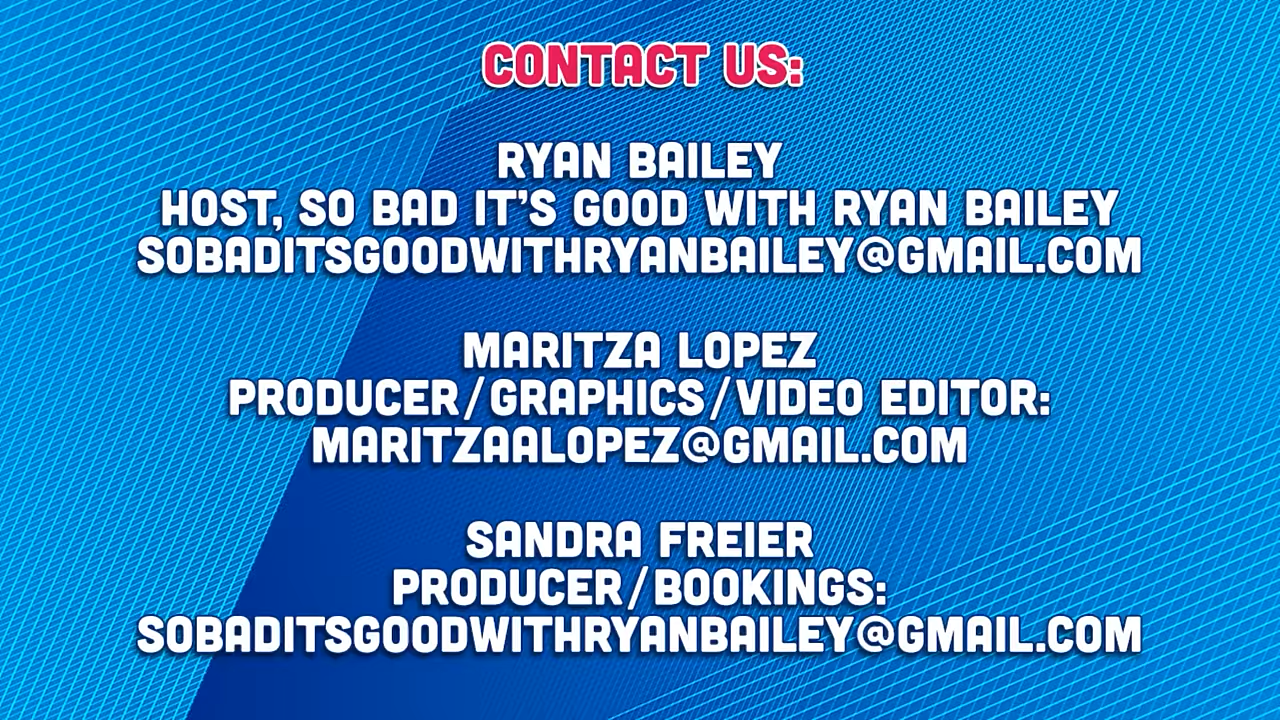 CONTACT US:
RYAN BAILEY
HOST, SO BAD IT'S GOOD WITH RYAN BAILEY
SOBADITSGOODWITHRYANBAILEY@GMAIL.COM
MARITZA LOPEZ
PRODUCER/GRAPHICS/VIDEO EDITOR:
MARITZAALOPEZ@GMAIL.COM
SANDRA FREIER
PRODUCER/BOOKINGS:
SOBADITSGOODWITHRYANBAILEY@GMAIL.COM